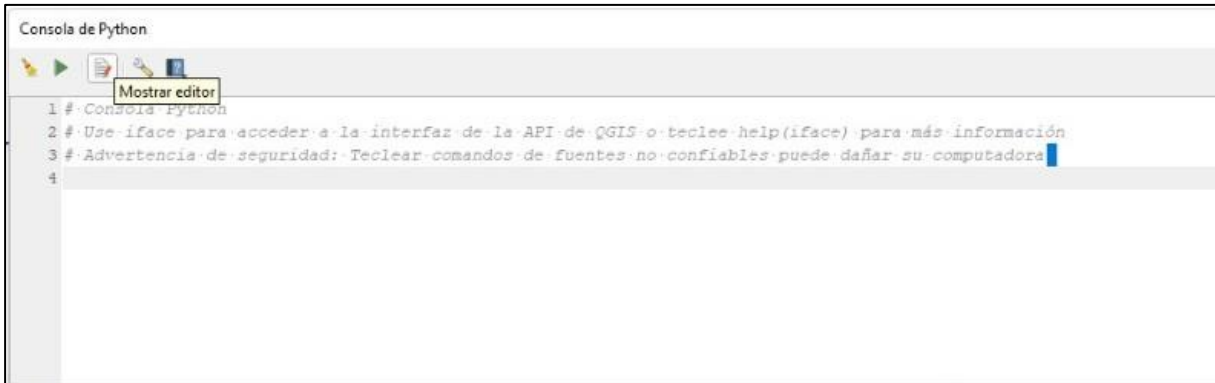 Consola de Python
Mostrar editor
1 # Consola Python
2 # Use iface para acceder a la interfaz de la API de QGIS o teclee help(iface) para más información
3 # Advertencia de seguridad: Teclear comandos de fuentes no confiables puede dañar su computadora
4